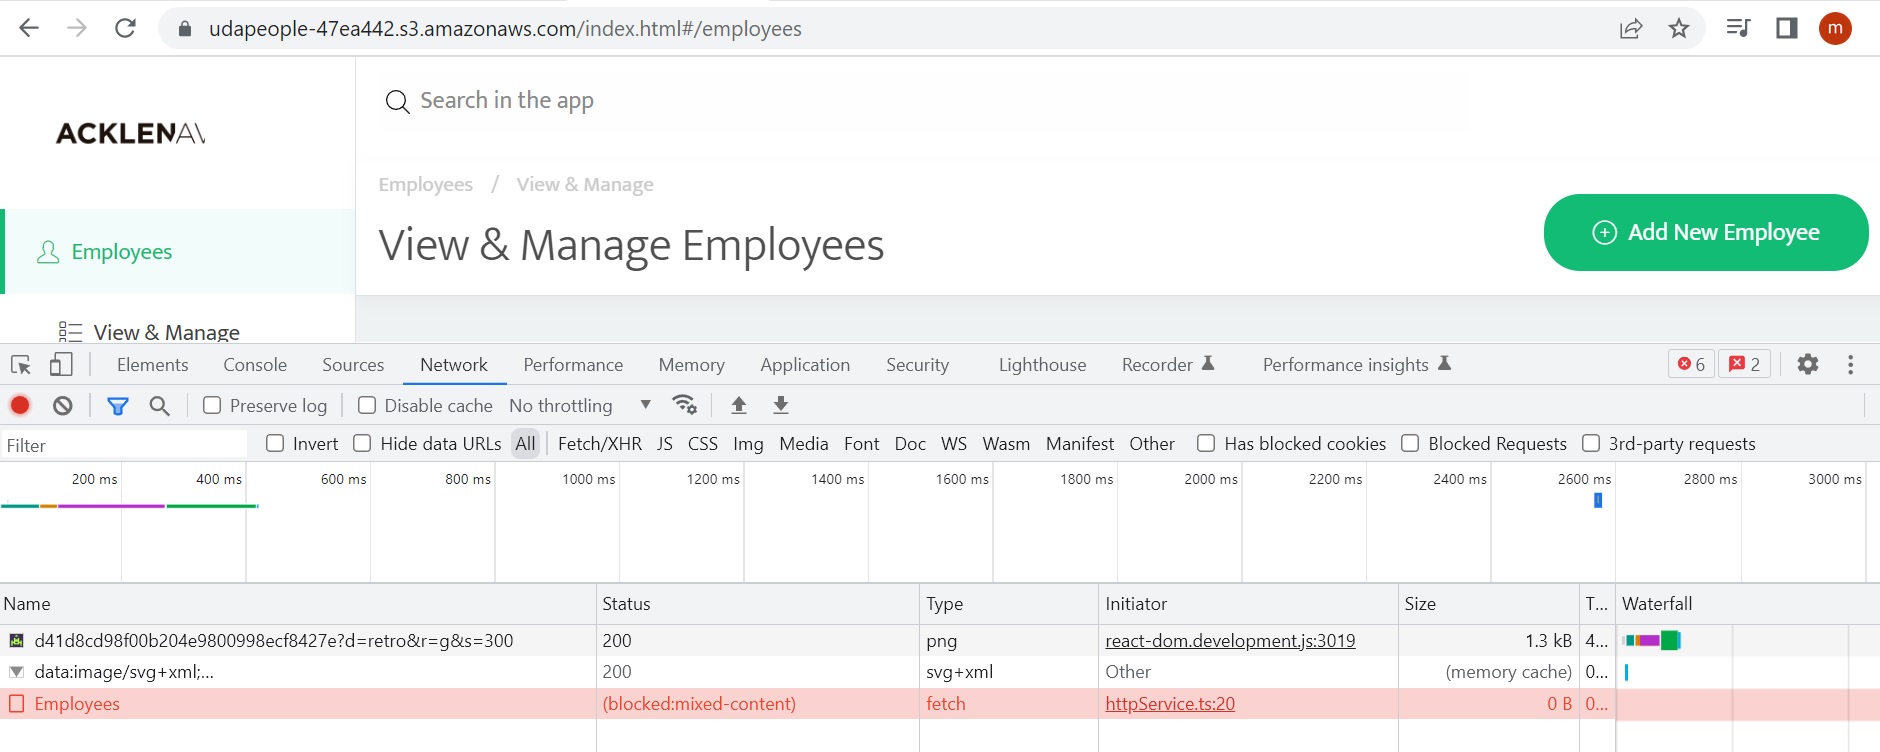 udapeople-47ea442.s3.amazonaws.com/index.html#/employees
m
ACKLENAV
Search in the app
Employees / View & Manage
View & Manage Employees
Add New Employee
Employees
View & Manage
Elements Console Sources Network Performance Memory Application Security Lighthouse Recorder Performance insights 6 2
Preserve log Disable cache No throttling
Filter Invert Hide data URLs All Fetch/XHR JS CSS Img Media Font Doc WS Wasm Manifest Other Has blocked cookies Blocked Requests 3rd-party requests
200 ms 400 ms 600 ms 800 ms 1000 ms 1200 ms 1400 ms 1600 ms 1800 ms 2000 ms 2200 ms 2400 ms 2600 ms 2800 ms 3000 ms
Name Status Type Initiator Size T... Waterfall
d41d8cd98f00b204e9800998ecf8427e?d=retro&r=g&s=300 200 png react-dom.development.js:3019 1.3 kB 4...
data:image/svg+xml;... 200 svg+xml Other (memory cache) 0...
Employees (blocked:mixed-content) fetch httpService.ts:20 0 B 0...